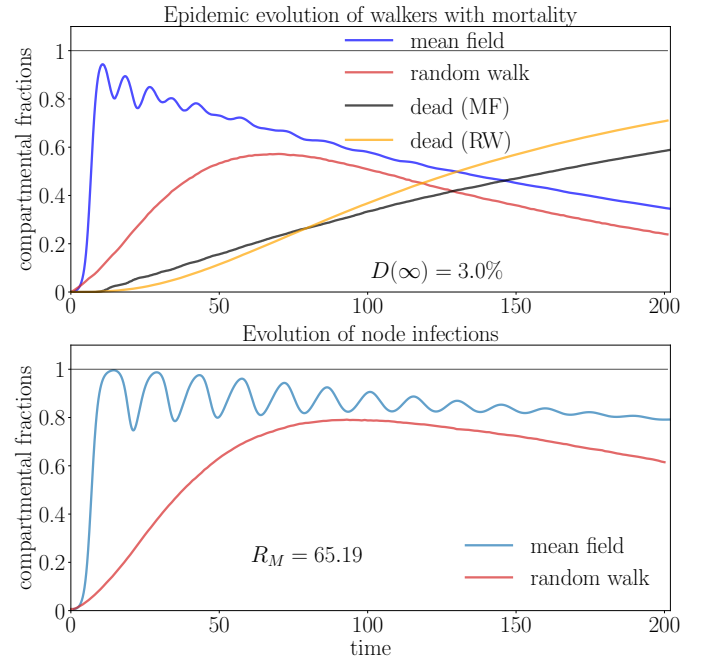 Epidemic evolution of walkers with mortality
compartmental fractions
1
0.8
0.6
0.4
0.2
0
mean field
random walk
dead (MF)
dead (RW)
D(∞) = 3.0%
0 50 100 150 200
Evolution of node infections
compartmental fractions
1
0.8
0.6
0.4
0.2
0
R_M = 65.19
mean field
random walk
0 50 100 150 200
time